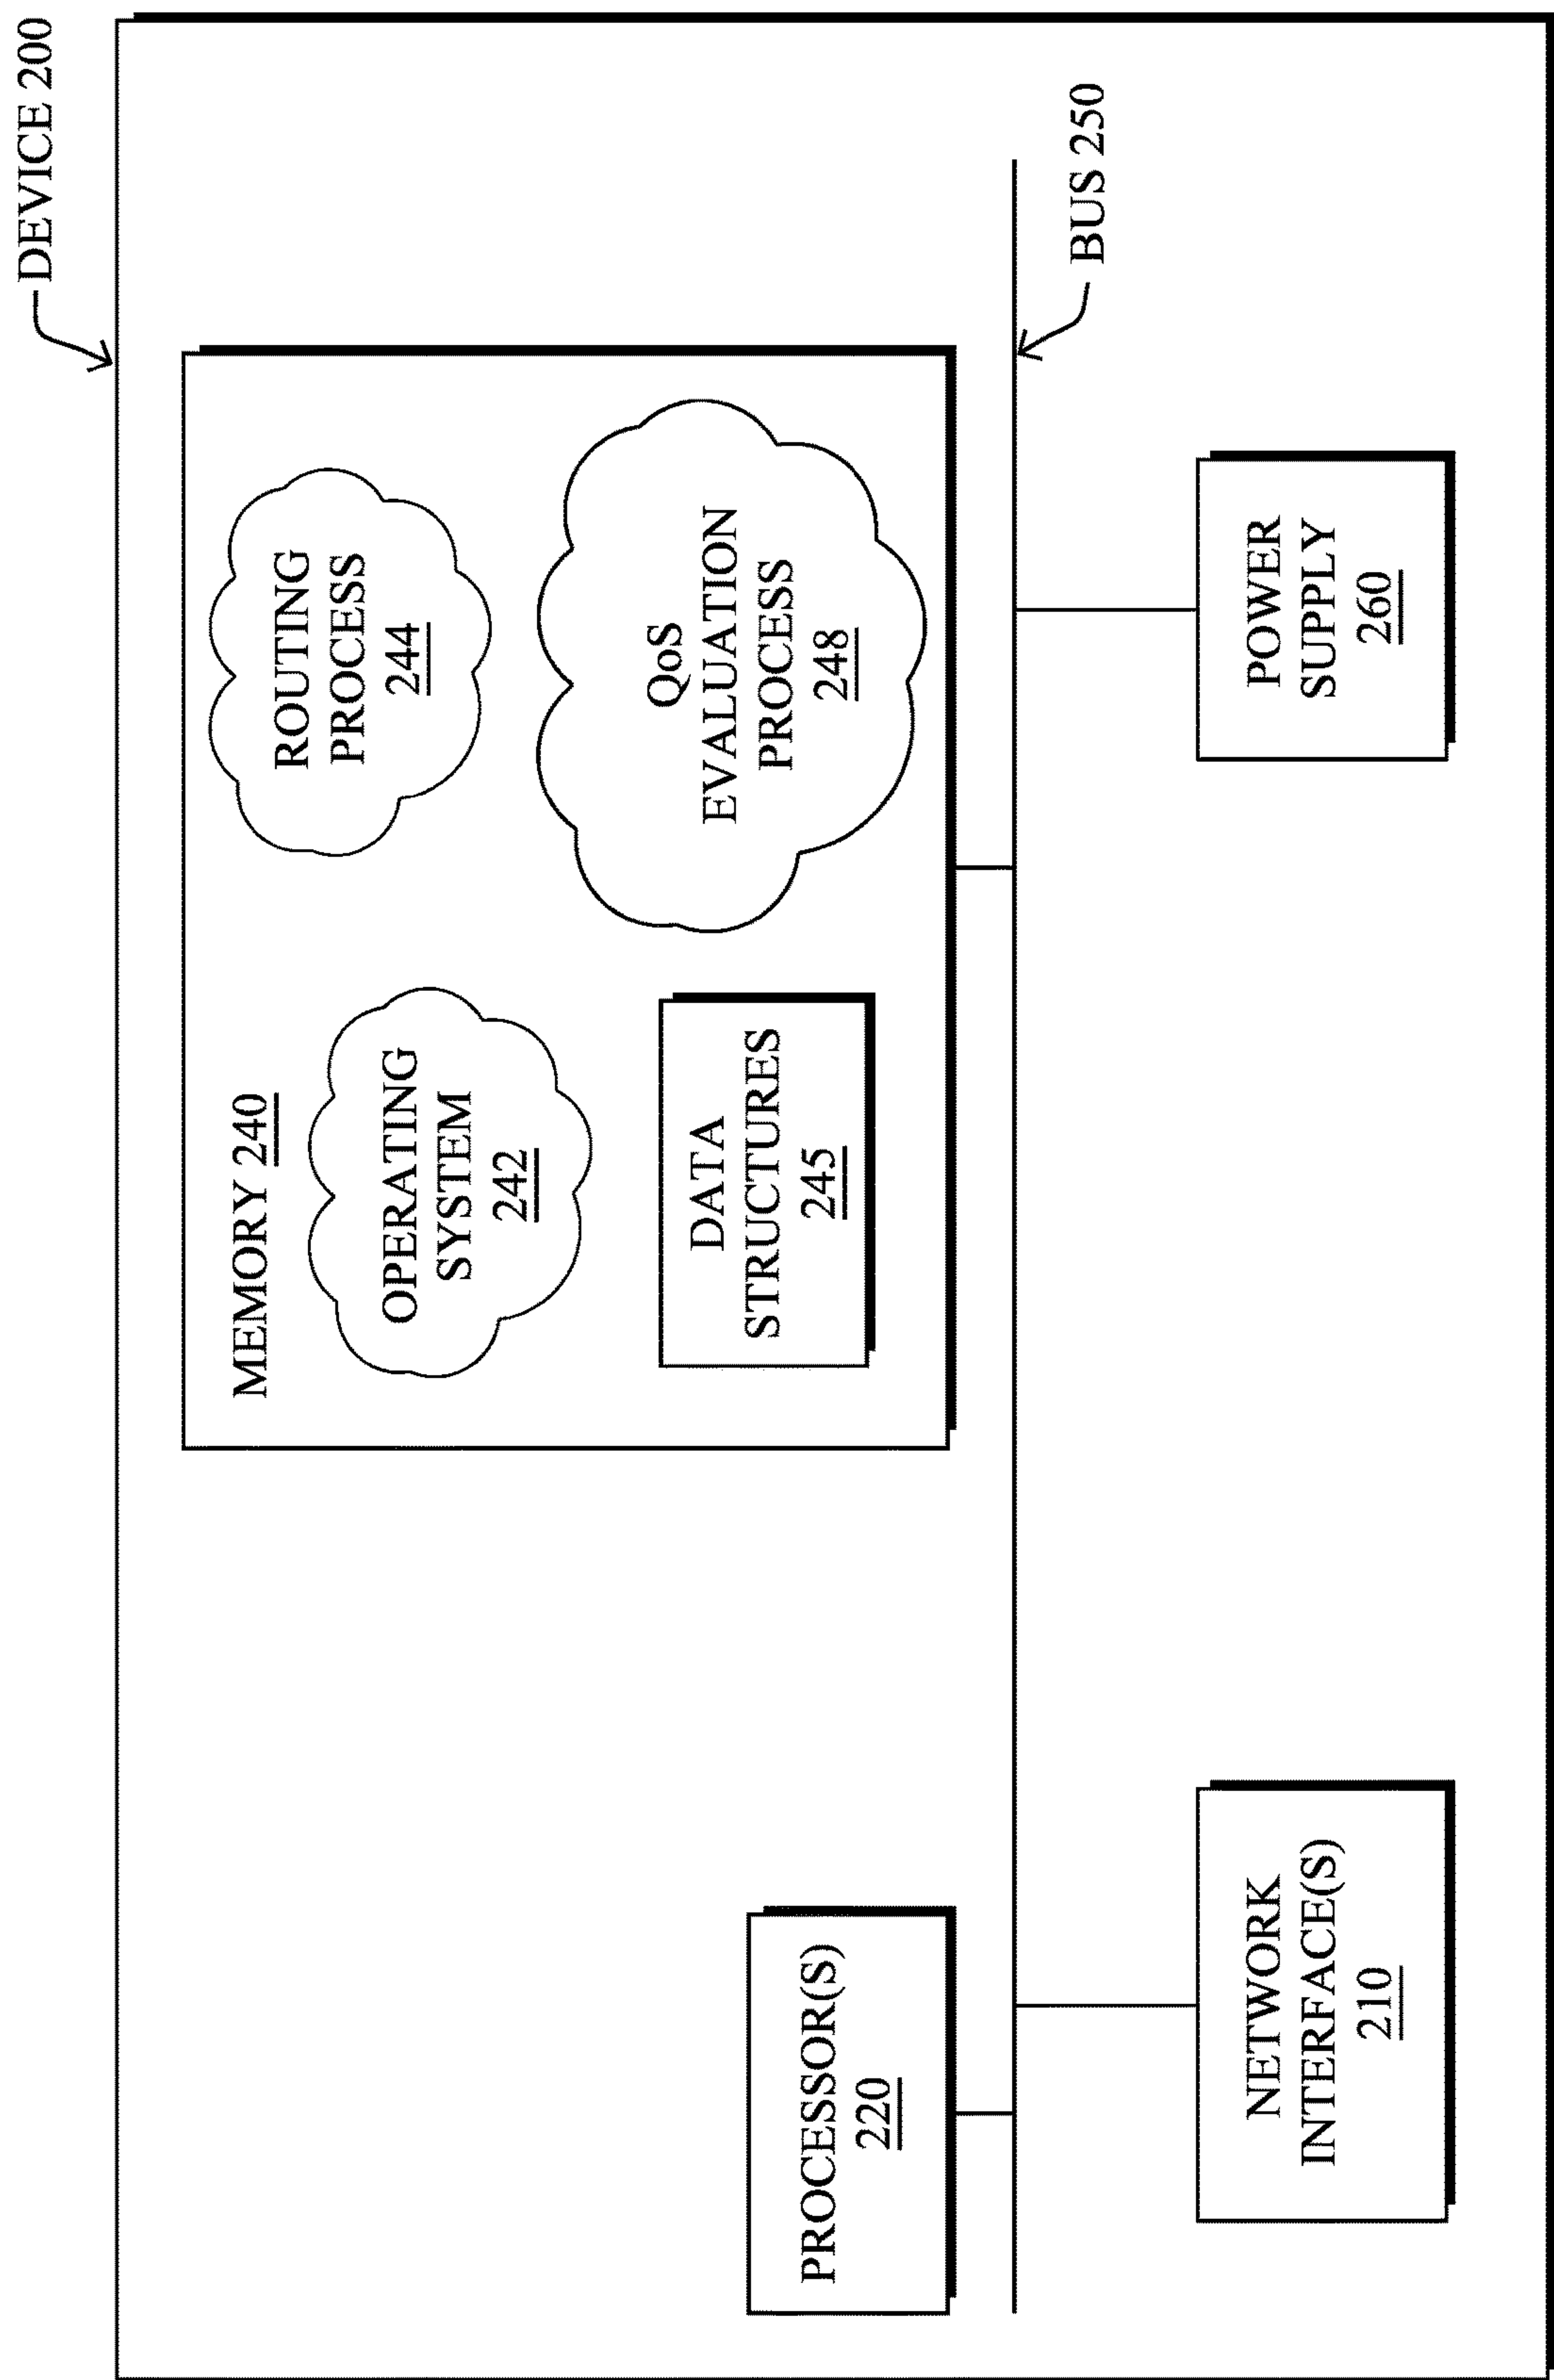 DEVICE 200
MEMORY 240
OPERATING
SYSTEM
242
ROUTING
PROCESS
244
DATA
STRUCTURES
245
QoS
EVALUATION
PROCESS
248
PROCESSOR(S)
220
BUS 250
NETWORK
INTERFACE(S)
210
POWER
SUPPLY
260